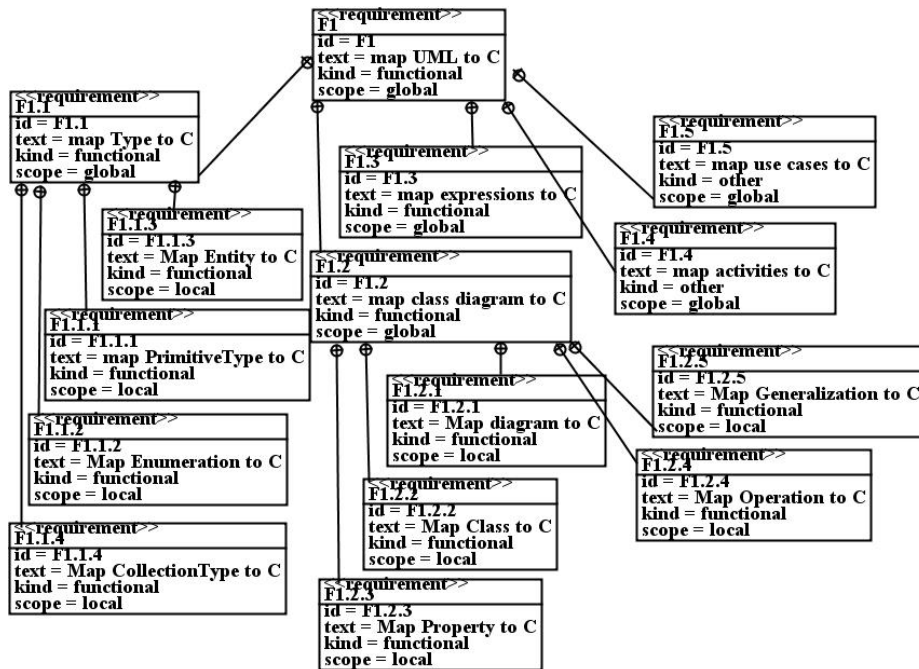 <<requirement>>
F1
id = F1
text = map UML to C
kind = functional
scope = global
<<requirement>>
F1.1
id = F1.1
text = map Type to C
kind = functional
scope = global
<<requirement>>
F1.5
id = F1.5
text = map use cases to C
kind = other
scope = global
<<requirement>>
F1.3
id = F1.3
text = map expressions to C
kind = functional
scope = global
<<requirement>>
F1.1.3
id = F1.1.3
text = Map Entity to C
kind = functional
scope = local
<<requirement>>
F1.4
id = F1.4
text = map activities to C
kind = other
scope = global
<<requirement>>
F1.2
id = F1.2
text = map class diagram to C
kind = functional
scope = global
<<requirement>>
F1.1.1
id = F1.1.1
text = map PrimitiveType to C
kind = functional
scope = local
<<requirement>>
F1.2.5
id = F1.2.5
text = Map Generalization to C
kind = functional
scope = local
<<requirement>>
F1.2.1
id = F1.2.1
text = Map diagram to C
kind = functional
scope = local
<<requirement>>
F1.1.2
id = F1.1.2
text = Map Enumeration to C
kind = functional
scope = local
<<requirement>>
F1.2.4
id = F1.2.4
text = Map Operation to C
kind = functional
scope = local
<<requirement>>
F1.2.2
id = F1.2.2
text = Map Class to C
kind = functional
scope = local
<<requirement>>
F1.1.4
id = F1.1.4
text = Map CollectionType to C
kind = functional
scope = local
<<requirement>>
F1.2.3
id = F1.2.3
text = Map Property to C
kind = functional
scope = local